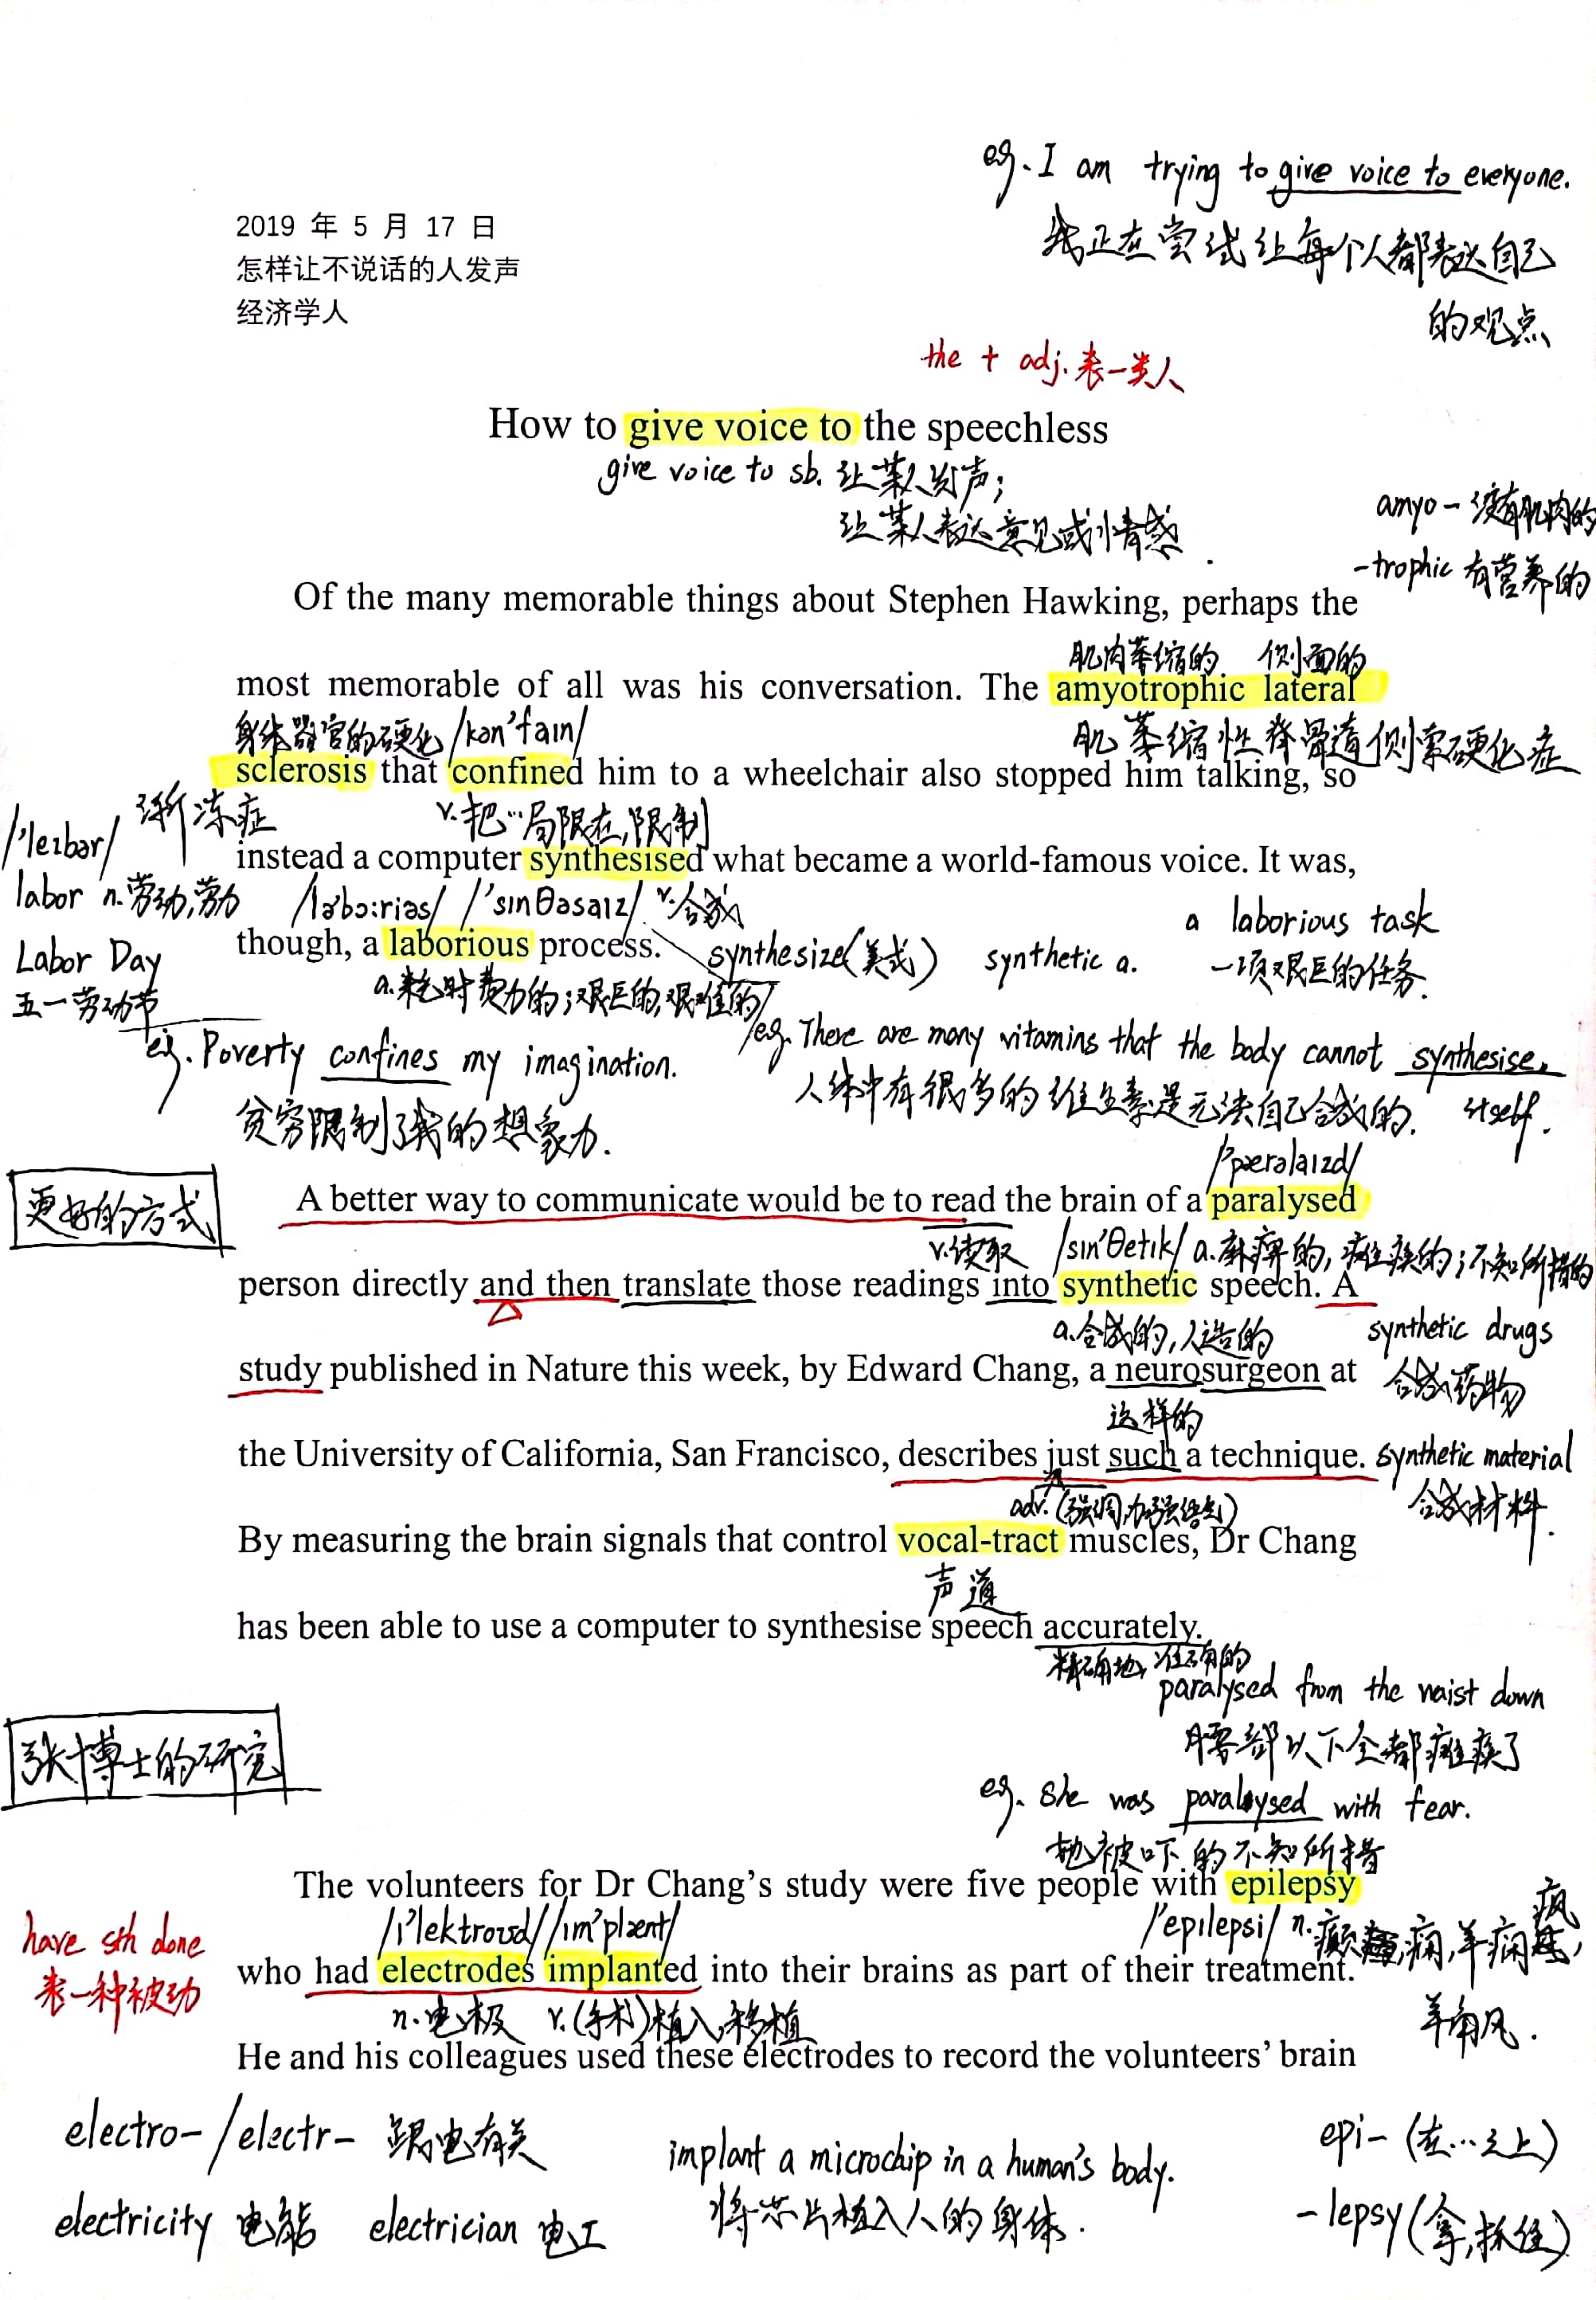 eg. I am trying to give voice to everyone.
我正在尝试让每个人都表达自己
的观点
2019 年 5 月 17 日
怎样让不说话的人发声
经济学人
the + adj. 表一类人
How to give voice to the speechless
give voice to sb. 让某人发声;
让某人表达意见或情感.
amyo- 没有肌肉的
-trophic 有营养的
Of the many memorable things about Stephen Hawking, perhaps the
肌肉萎缩的 侧面的
most memorable of all was his conversation. The amyotrophic lateral
身体器官的硬化 /kən'faɪn/ 肌萎缩性脊骨道侧索硬化症
sclerosis that confined him to a wheelchair also stopped him talking, so
渐冻症 v.把…局限在,限制
/'leɪbər/
instead a computer synthesised what became a world-famous voice. It was,
labor n.劳动,劳力 /lə'bɔ:riəs/ /'sɪnθəsaɪz/ v.合成
a laborious task
though, a laborious process. synthesize(美式) synthetic a. 一项艰巨的任务.
Labor Day
五一劳动节
a.耗时费力的;艰巨的,艰难的
eg. Poverty confines my imagination.
贫穷限制了我的想象力.
eg. There are many vitamins that the body cannot synthesise itself.
人体中有很多的维生素是无法自己合成的.
/'pærəlaɪzd/
更好的方式
A better way to communicate would be to read the brain of a paralysed
v.读取 /sɪn'θetɪk/ a.麻痹的,瘫痪的;不知所措的
person directly and then translate those readings into synthetic speech. A
a.合成的,人造的 synthetic drugs
study published in Nature this week, by Edward Chang, a neurosurgeon at
合成药物
这样的
the University of California, San Francisco, describes just such a technique.
synthetic material
合成材料.
adv.(强调,加强语气)
By measuring the brain signals that control vocal-tract muscles, Dr Chang
声道
has been able to use a computer to synthesise speech accurately.
精确地,准确的
paralysed from the waist down
腰部以下全都瘫痪了
张博士的研究
eg. She was paralysed with fear.
她被吓的不知所措
The volunteers for Dr Chang's study were five people with epilepsy
have sth done
表一种被动
/ɪ'lektroʊd/ /ɪm'plænt/ /'epɪlepsi/ n.癫痫,羊痫疯,
羊角风.
who had electrodes implanted into their brains as part of their treatment.
n.电极 v.(手术)植入,移植
He and his colleagues used these electrodes to record the volunteers' brain
electro-/electr- 跟电有关
electricity 电能 electrician 电工
implant a microchip in a human's body.
将芯片植入人的身体.
epi- (在…之上)
-lepsy (拿,抓住)